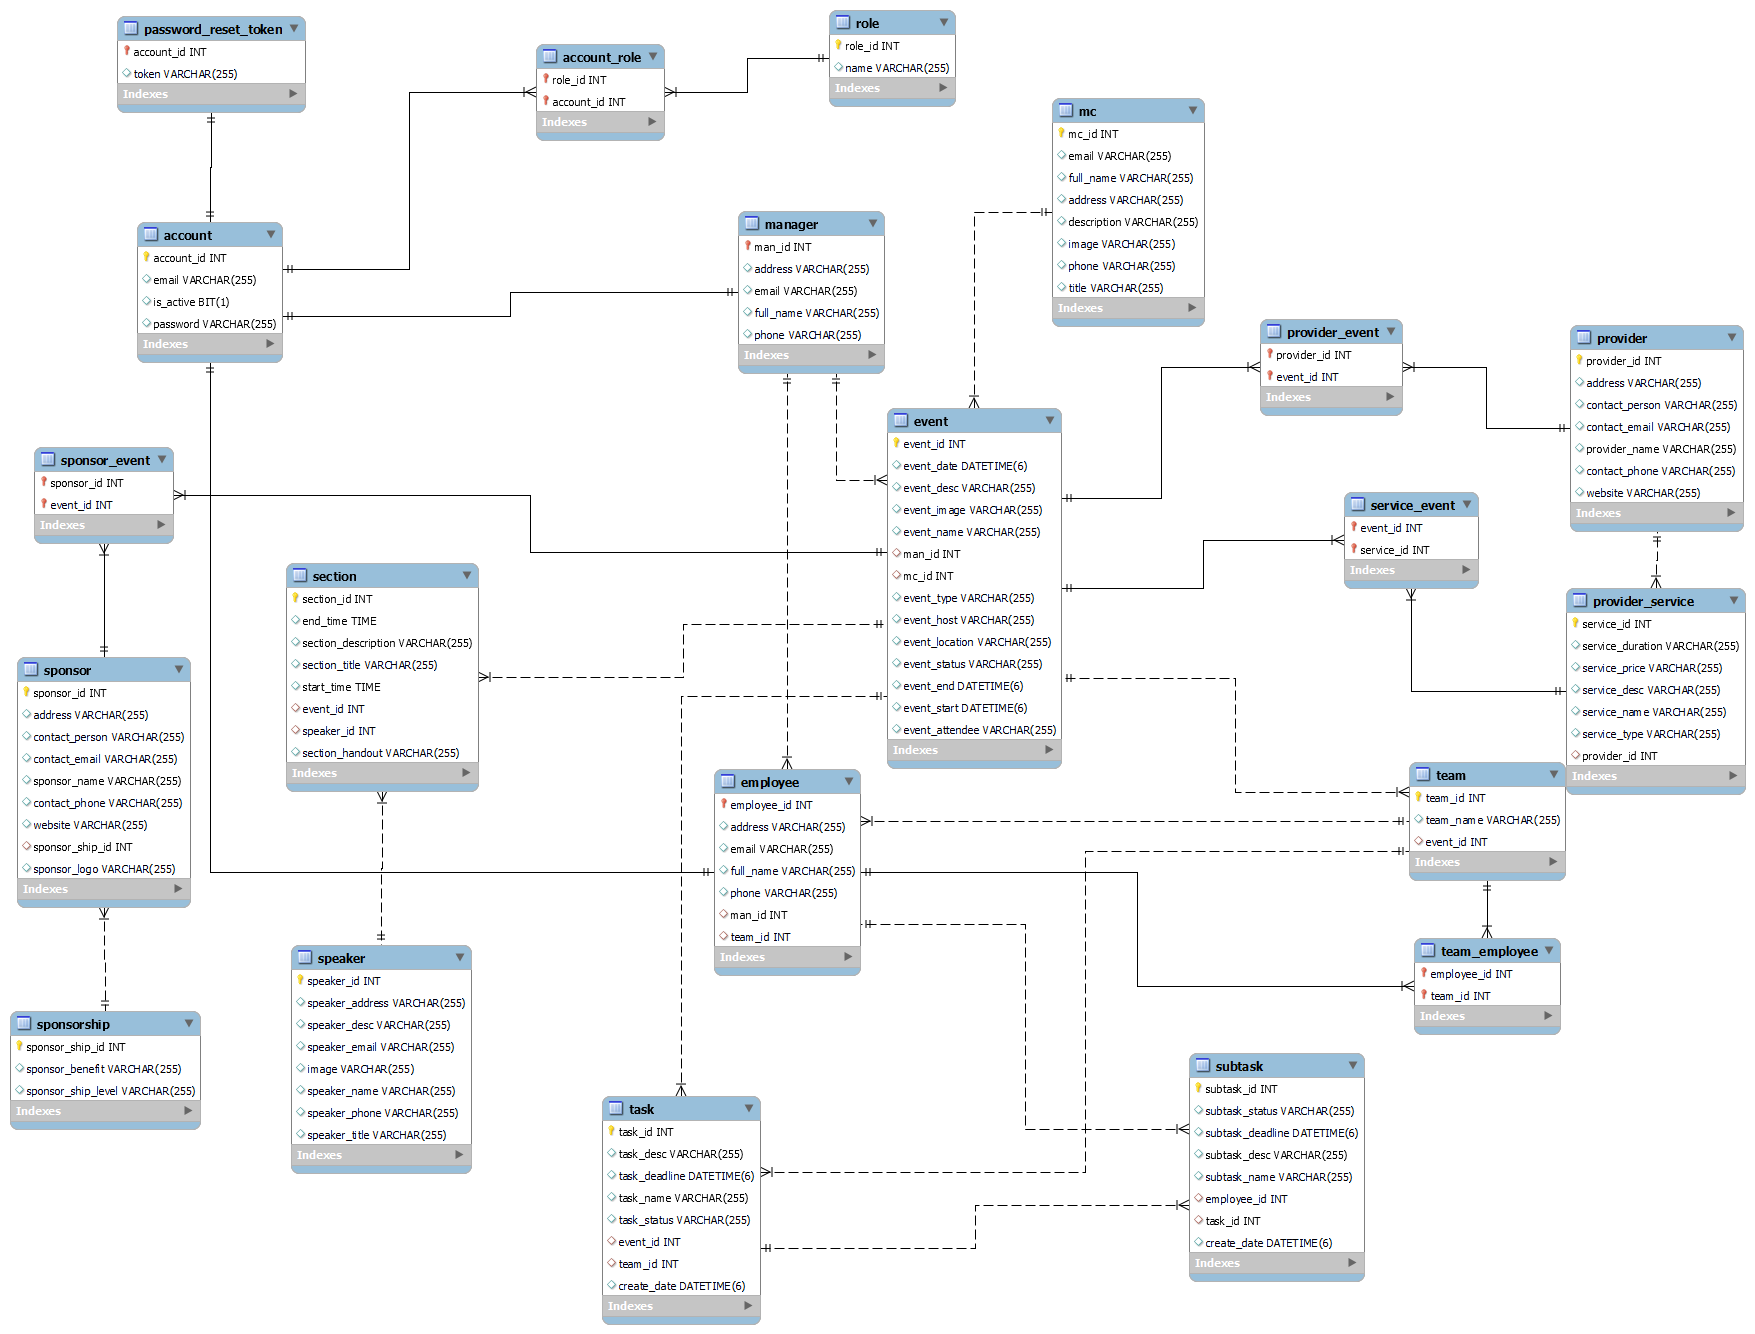 password_reset_token
account_id INT
token VARCHAR(255)
Indexes
account_role
role_id INT
account_id INT
Indexes
role
role_id INT
name VARCHAR(255)
Indexes
mc
mc_id INT
email VARCHAR(255)
full_name VARCHAR(255)
address VARCHAR(255)
description VARCHAR(255)
image VARCHAR(255)
phone VARCHAR(255)
title VARCHAR(255)
Indexes
account
account_id INT
email VARCHAR(255)
is_active BIT(1)
password VARCHAR(255)
Indexes
manager
man_id INT
address VARCHAR(255)
email VARCHAR(255)
full_name VARCHAR(255)
phone VARCHAR(255)
Indexes
provider_event
provider_id INT
event_id INT
Indexes
provider
provider_id INT
address VARCHAR(255)
contact_person VARCHAR(255)
contact_email VARCHAR(255)
provider_name VARCHAR(255)
contact_phone VARCHAR(255)
website VARCHAR(255)
Indexes
event
event_id INT
event_date DATETIME(6)
event_desc VARCHAR(255)
event_image VARCHAR(255)
event_name VARCHAR(255)
man_id INT
mc_id INT
event_type VARCHAR(255)
event_host VARCHAR(255)
event_location VARCHAR(255)
event_status VARCHAR(255)
event_end DATETIME(6)
event_start DATETIME(6)
event_attendee VARCHAR(255)
Indexes
sponsor_event
sponsor_id INT
event_id INT
Indexes
service_event
event_id INT
service_id INT
Indexes
section
section_id INT
end_time TIME
section_description VARCHAR(255)
section_title VARCHAR(255)
start_time TIME
event_id INT
speaker_id INT
section_handout VARCHAR(255)
Indexes
provider_service
service_id INT
service_duration VARCHAR(255)
service_price VARCHAR(255)
service_desc VARCHAR(255)
service_name VARCHAR(255)
service_type VARCHAR(255)
provider_id INT
Indexes
sponsor
sponsor_id INT
address VARCHAR(255)
contact_person VARCHAR(255)
contact_email VARCHAR(255)
sponsor_name VARCHAR(255)
contact_phone VARCHAR(255)
website VARCHAR(255)
sponsor_ship_id INT
sponsor_logo VARCHAR(255)
Indexes
employee
employee_id INT
address VARCHAR(255)
email VARCHAR(255)
full_name VARCHAR(255)
phone VARCHAR(255)
man_id INT
team_id INT
Indexes
team
team_id INT
team_name VARCHAR(255)
event_id INT
Indexes
team_employee
employee_id INT
team_id INT
Indexes
speaker
speaker_id INT
speaker_address VARCHAR(255)
speaker_desc VARCHAR(255)
speaker_email VARCHAR(255)
image VARCHAR(255)
speaker_name VARCHAR(255)
speaker_phone VARCHAR(255)
speaker_title VARCHAR(255)
Indexes
sponsorship
sponsor_ship_id INT
sponsor_benefit VARCHAR(255)
sponsor_ship_level VARCHAR(255)
Indexes
task
task_id INT
task_desc VARCHAR(255)
task_deadline DATETIME(6)
task_name VARCHAR(255)
task_status VARCHAR(255)
event_id INT
team_id INT
create_date DATETIME(6)
Indexes
subtask
subtask_id INT
subtask_status VARCHAR(255)
subtask_deadline DATETIME(6)
subtask_desc VARCHAR(255)
subtask_name VARCHAR(255)
employee_id INT
task_id INT
create_date DATETIME(6)
Indexes